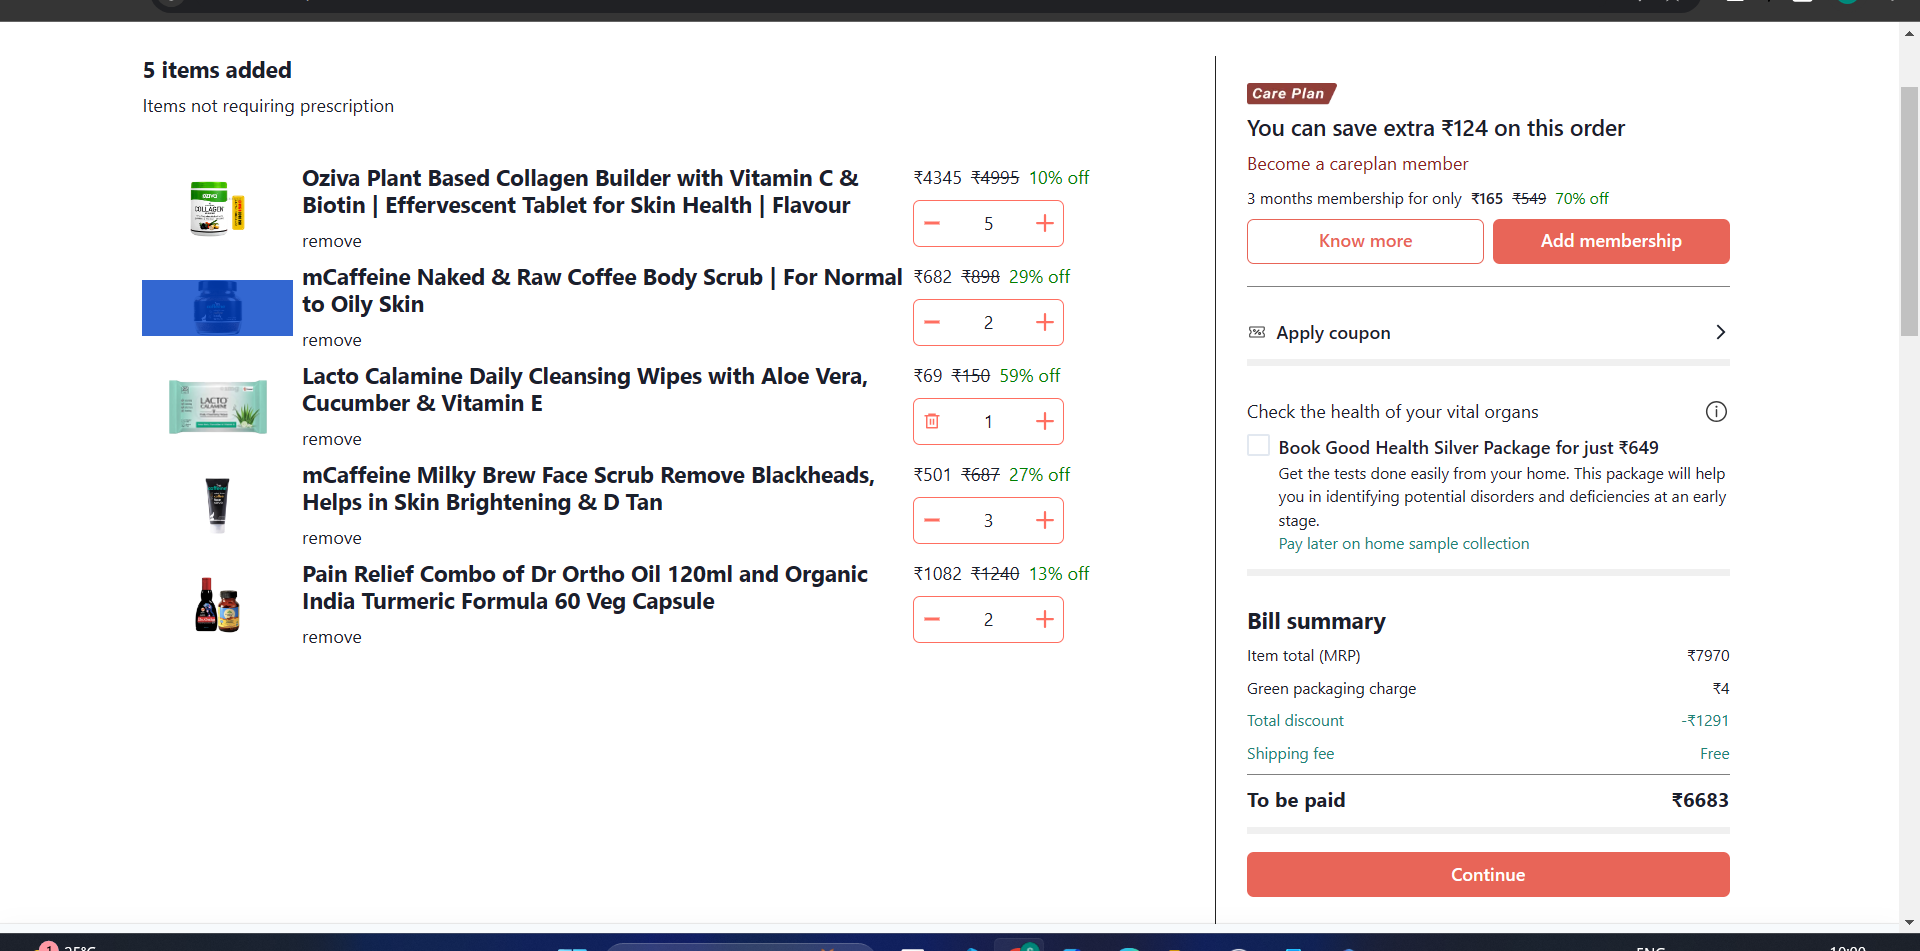 5 items added
Items not requiring prescription
Oziva Plant Based Collagen Builder with Vitamin C &
Biotin | Effervescent Tablet for Skin Health | Flavour
remove
₹4345 ₹4995 10% off
5
mCaffeine Naked & Raw Coffee Body Scrub | For Normal
to Oily Skin
remove
₹682 ₹898 29% off
2
Lacto Calamine Daily Cleansing Wipes with Aloe Vera,
Cucumber & Vitamin E
remove
₹69 ₹150 59% off
1
LACTO
CALAMINE
mCaffeine Milky Brew Face Scrub Remove Blackheads,
Helps in Skin Brightening & D Tan
remove
₹501 ₹687 27% off
3
Pain Relief Combo of Dr Ortho Oil 120ml and Organic
India Turmeric Formula 60 Veg Capsule
remove
₹1082 ₹1240 13% off
2
OZIVA
COLLAGEN
Care Plan
You can save extra ₹124 on this order
Become a careplan member
3 months membership for only ₹165 ₹549 70% off
Know more
Add membership
Apply coupon
Check the health of your vital organs
Book Good Health Silver Package for just ₹649
Get the tests done easily from your home. This package will help
you in identifying potential disorders and deficiencies at an early
stage.
Pay later on home sample collection
Bill summary
Item total (MRP) ₹7970
Green packaging charge ₹4
Total discount -₹1291
Shipping fee Free
To be paid ₹6683
Continue
1